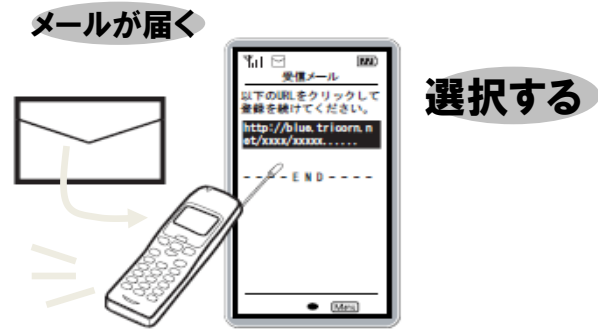 メールが届く
受信メール
以下のURLをクリックして
登録を続けてください。
http://blue.tricorn.n
et/xxxx/xxxxx......
----END----
Menu
選択する